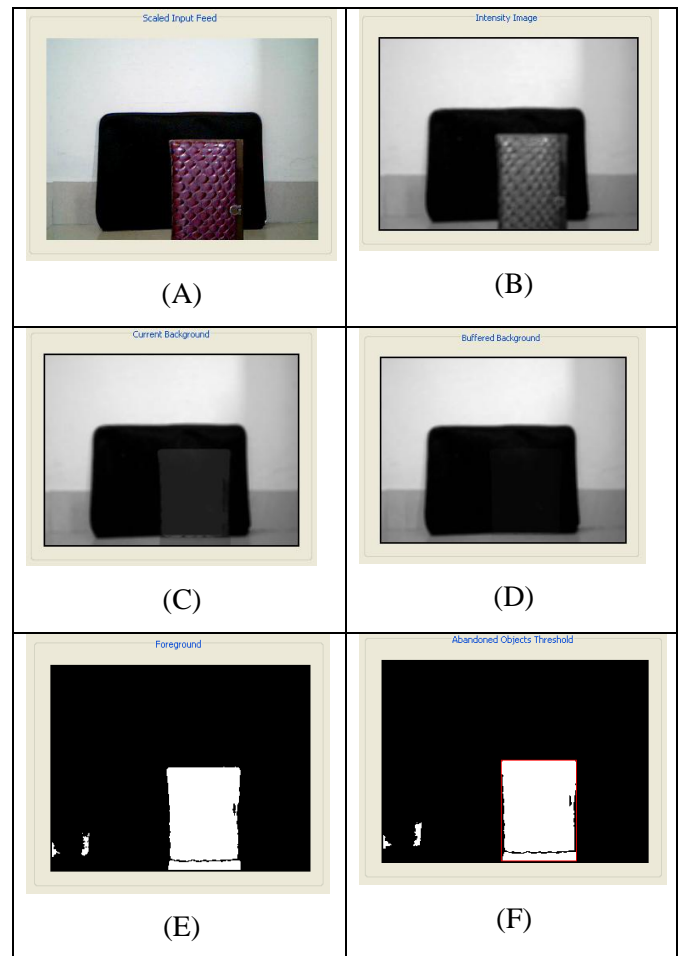 Scaled Input Feed
Intensity Image
(A)
(B)
Current Background
Buffered Background
(C)
(D)
Foreground
Abandoned Objects Threshold
(E)
(F)